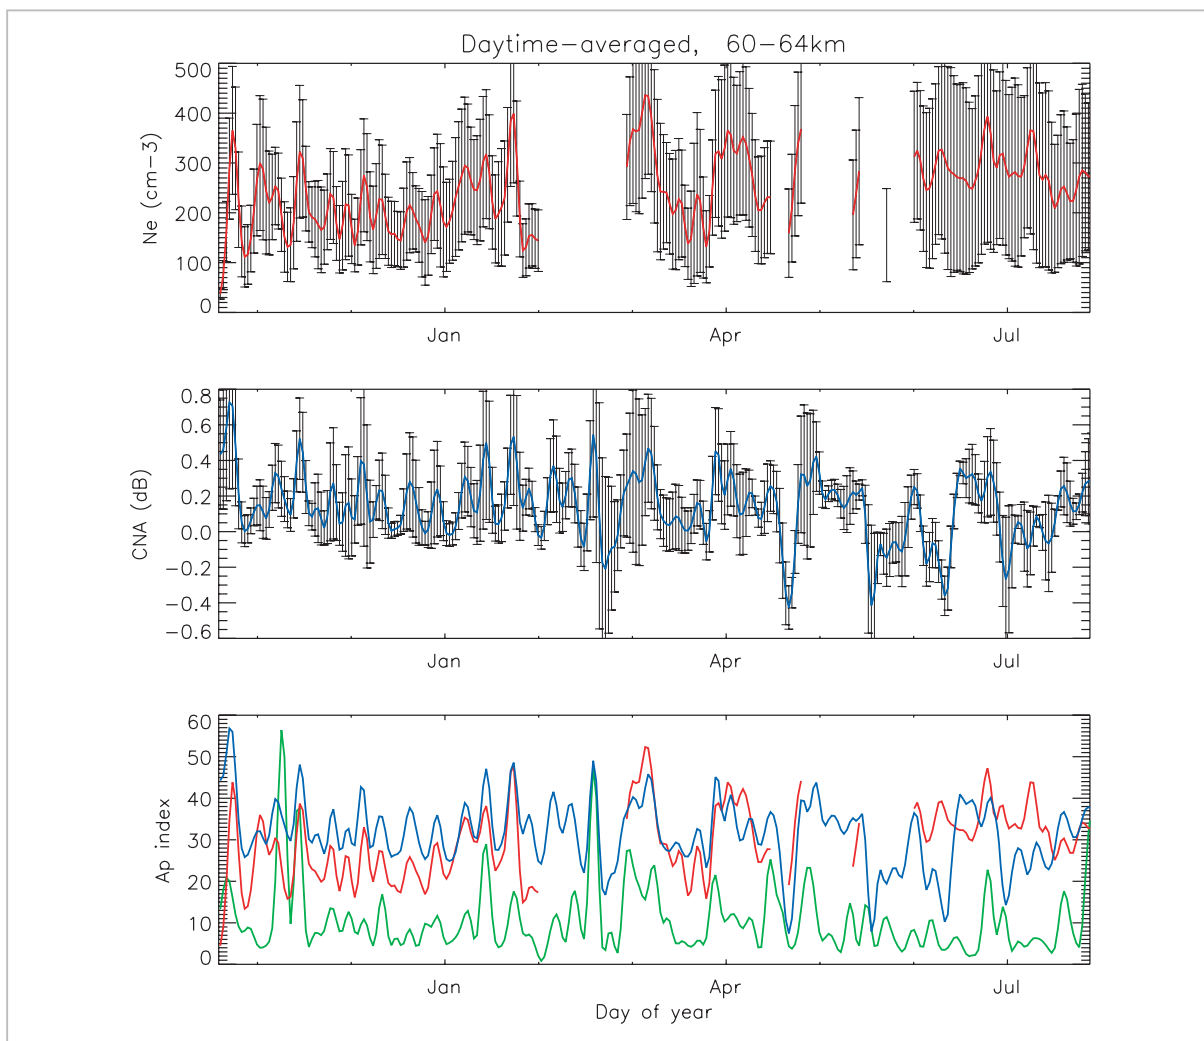 Daytime-averaged, 60-64km
500
400
300
200
100
0
Ne (cm-3)
Jan Apr Jul
0.8
0.6
0.4
0.2
0.0
-0.2
-0.4
-0.6
CNA (dB)
Jan Apr Jul
60
50
40
30
20
10
0
Ap index
Jan Apr Jul
Day of year